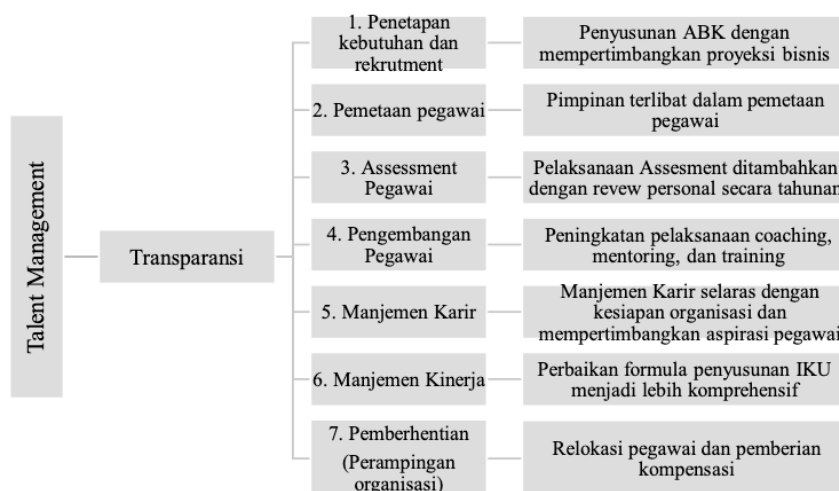 Talent Management
Transparansi
1. Penetapan
kebutuhan dan
rekrutment
Penyusunan ABK dengan
mempertimbangkan proyeksi bisnis
2. Pemetaan pegawai
Pimpinan terlibat dalam pemetaan
pegawai
3. Assessment
Pegawai
Pelaksanaan Assesment ditambahkan
dengan revew personal secara tahunan
4. Pengembangan
Pegawai
Peningkatan pelaksanaan coaching,
mentoring, dan training
5. Manjemen Karir
Manjemen Karir selaras dengan
kesiapan organisasi dan
mempertimbangkan aspirasi pegawai
6. Manjemen Kinerja
Perbaikan formula penyusunan IKU
menjadi lebih komprehensif
7. Pemberhentian
(Perampingan
organisasi)
Relokasi pegawai dan pemberian
kompensasi